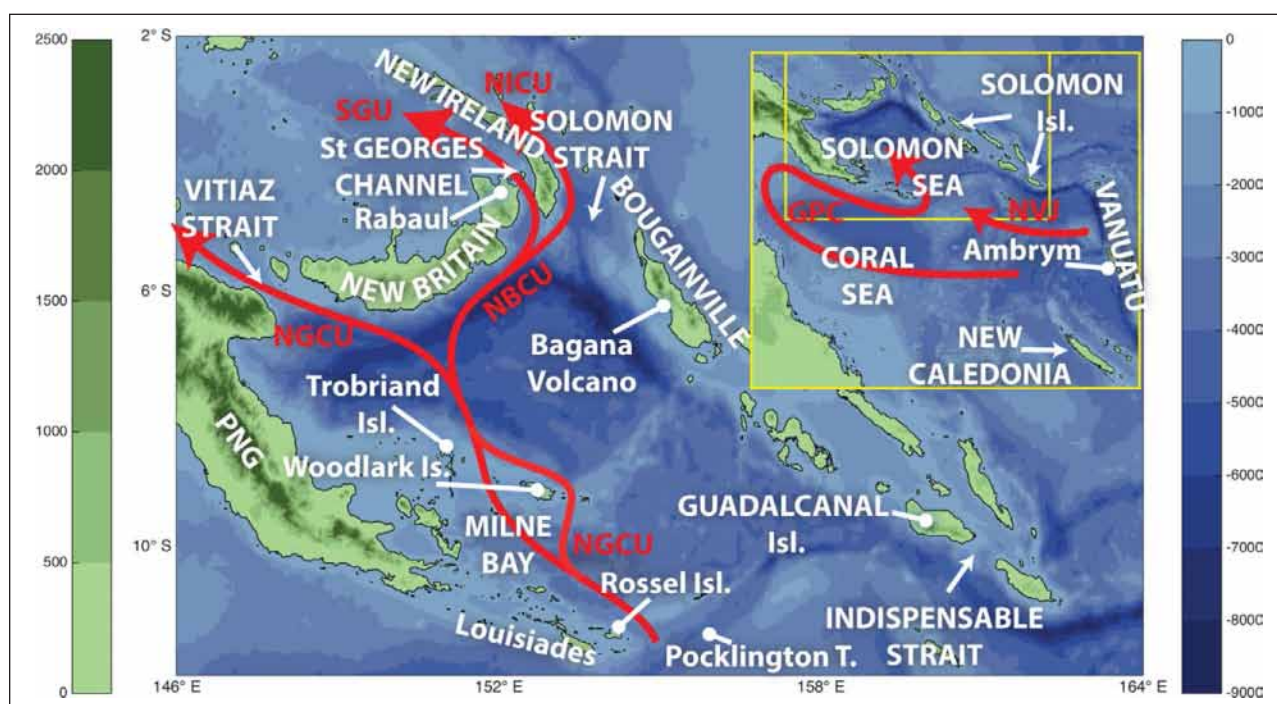 2500
2000
1500
1000
500
0
2° S
6° S
10° S
146° E
152° E
158° E
164° E
NEW IRELAND
NICU
SGU
SOLOMON
STRAIT
St GEORGES
CHANNEL
Rabaul
VITIAZ
STRAIT
NEW BRITAIN
NBCU
NGCU
BOUGAINVILLE
Bagana
Volcano
Trobriand
Isl.
Woodlark Is.
PNG
MILNE
BAY
NGCU
Rossel Isl.
Louisiades
Pocklington T.
GUADALCANAL
Isl.
INDISPENSABLE
STRAIT
SOLOMON
Isl.
SOLOMON
SEA
GPC
NVJ
VANUATU
Ambrym
CORAL
SEA
NEW
CALEDONIA
0
-1000
-2000
-3000
-4000
-5000
-6000
-7000
-8000
-9000